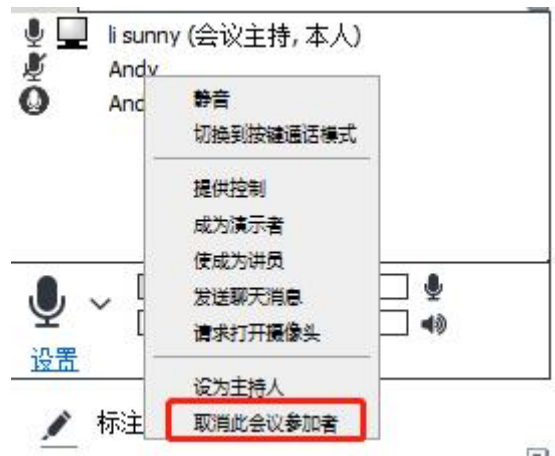 li sunny (会议主持, 本人)
Andy
And
静音
切换到按键通话模式
提供控制
成为演示者
使成为讲员
发送聊天消息
请求打开摄像头
设置
设为主持人
标注
取消此会议参加者